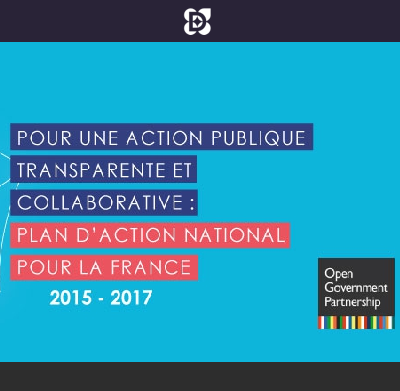 POUR UNE ACTION PUBLIQUE
TRANSPARENTE ET
COLLABORATIVE :
PLAN D'ACTION NATIONAL
POUR LA FRANCE
2015 - 2017
Open
Government
Partnership